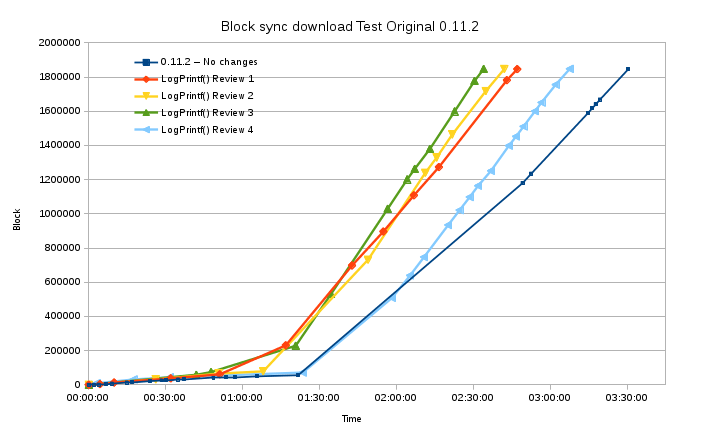 Block sync download Test Original 0.11.2
2000000
1800000
1600000
1400000
1200000
1000000
800000
600000
400000
200000
0
0.11.2 – No changes
LogPrintf() Review 1
LogPrintf() Review 2
LogPrintf() Review 3
LogPrintf() Review 4
Block
00:00:00 00:30:00 01:00:00 01:30:00 02:00:00 02:30:00 03:00:00 03:30:00
Time